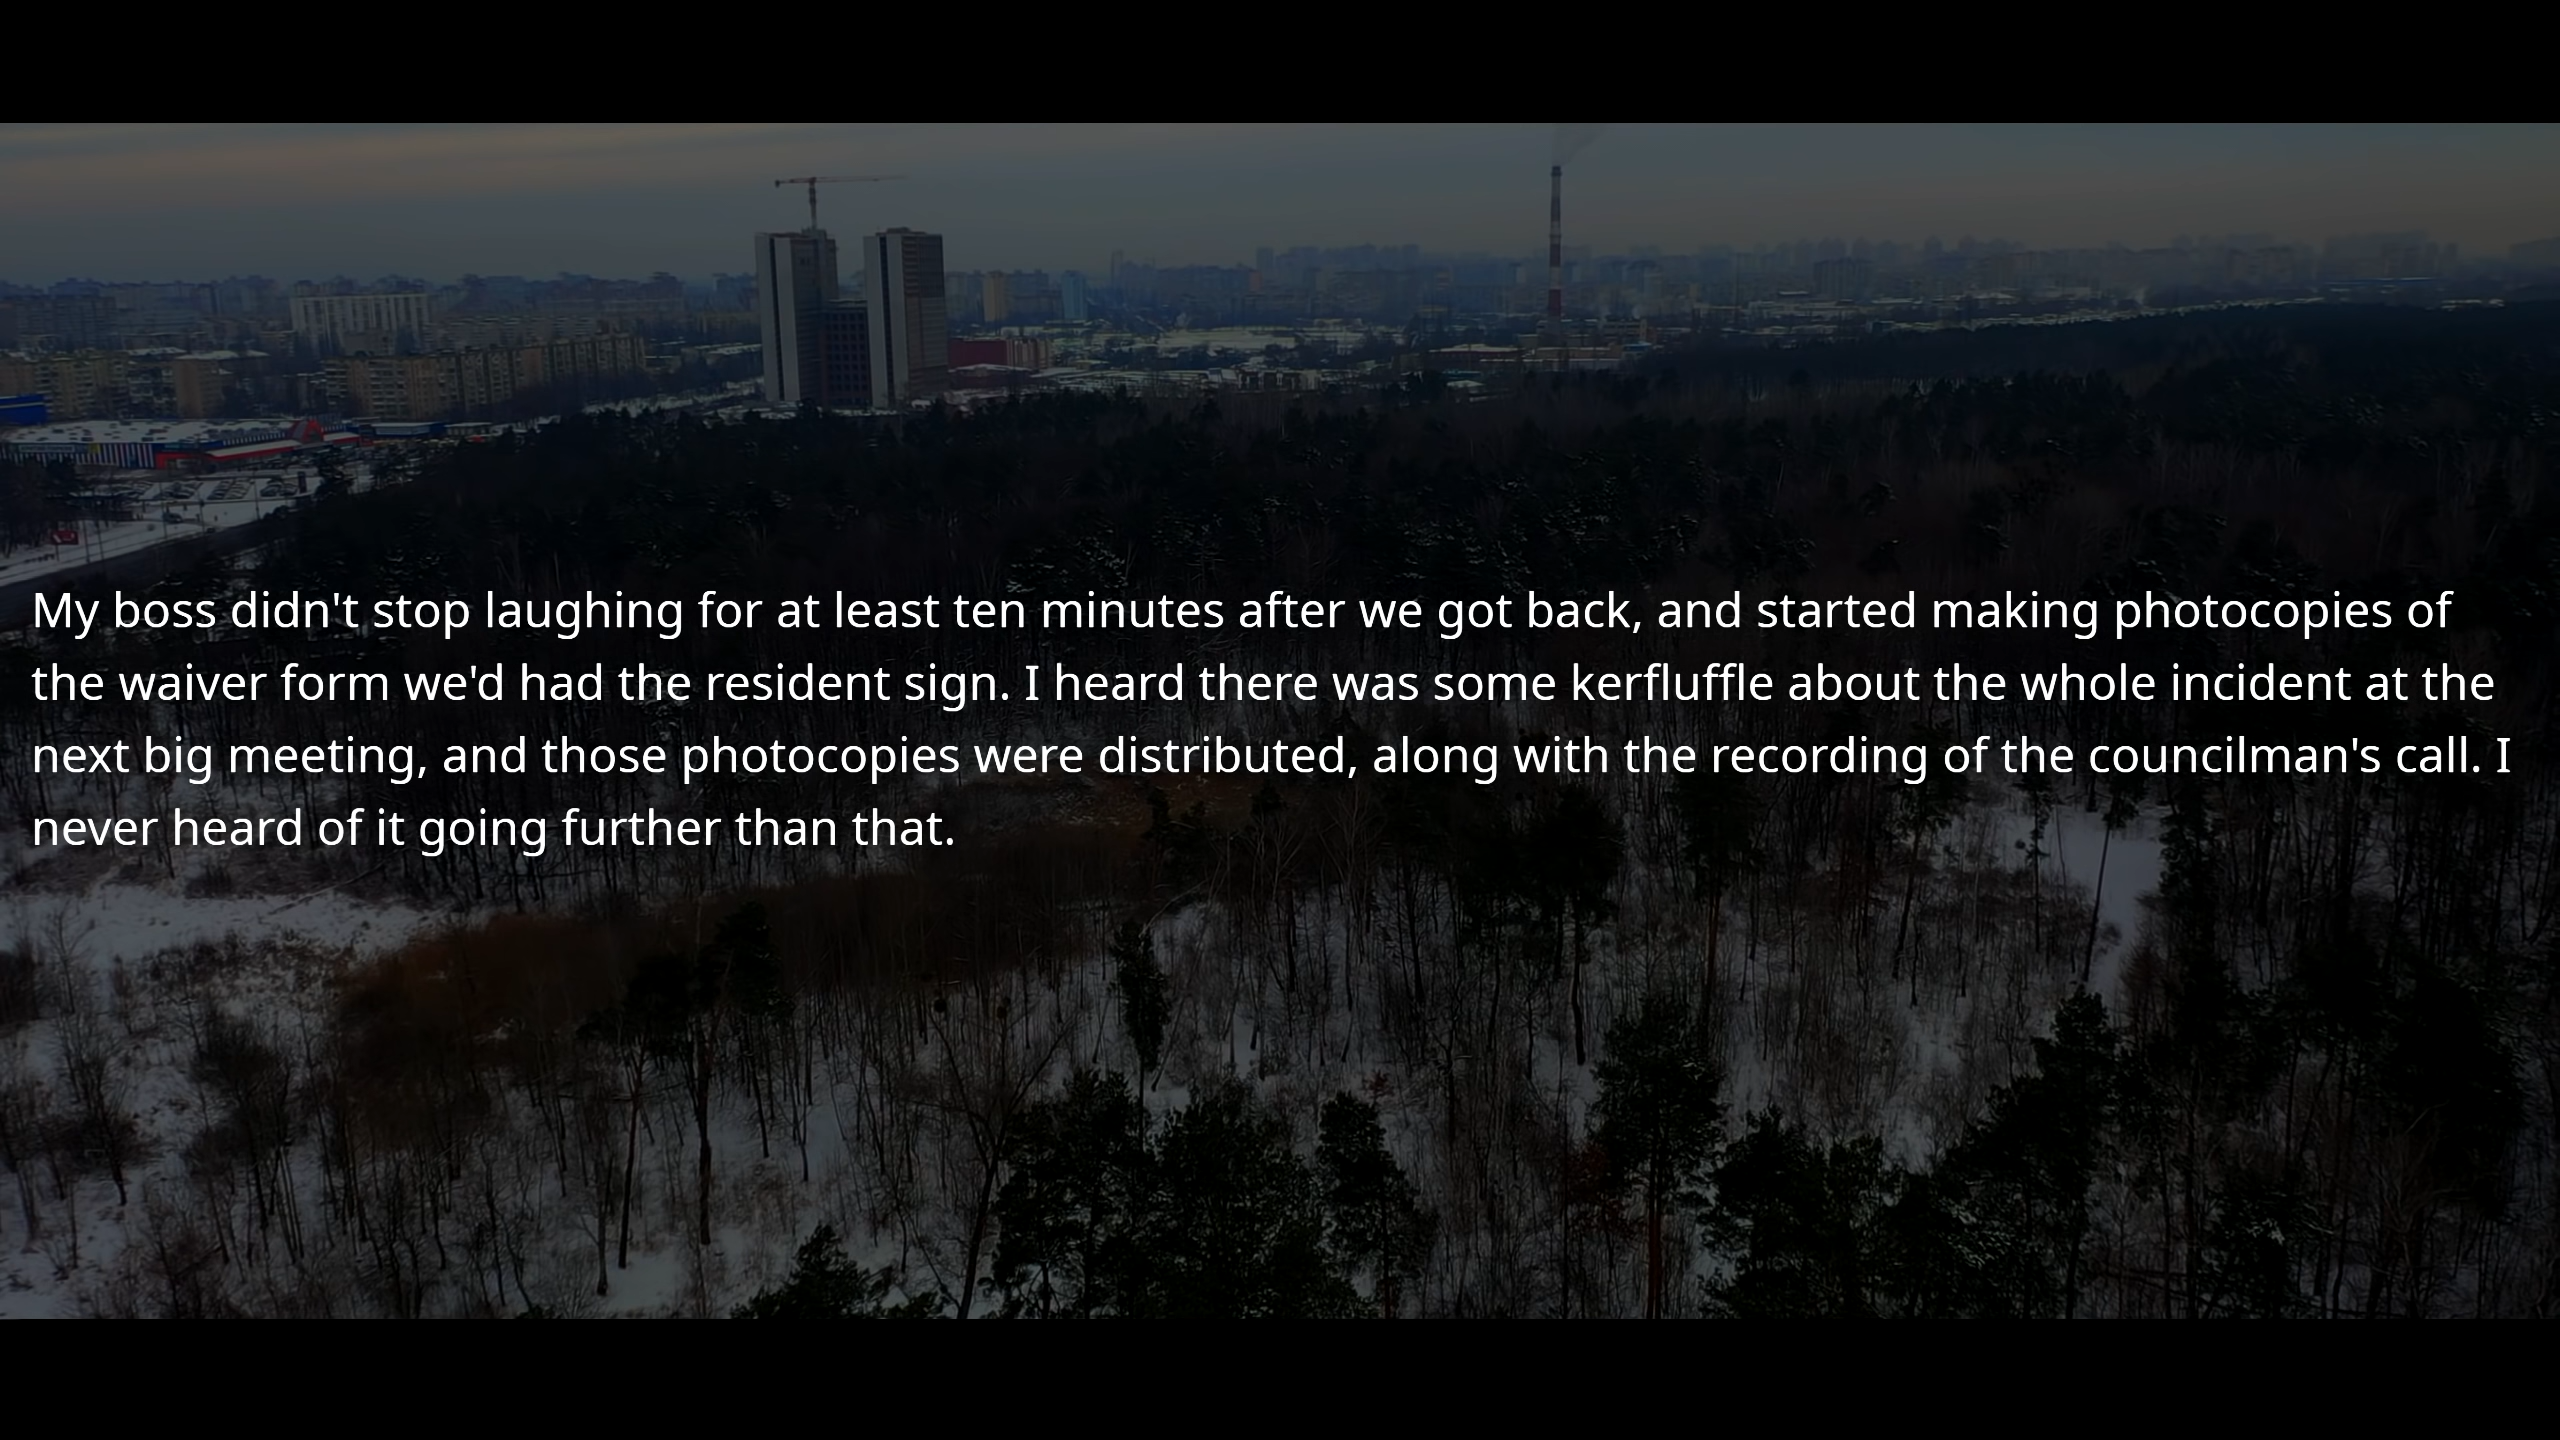 My boss didn't stop laughing for at least ten minutes after we got back, and started making photocopies of
the waiver form we'd had the resident sign. I heard there was some kerfluffle about the whole incident at the
next big meeting, and those photocopies were distributed, along with the recording of the councilman's call. I
never heard of it going further than that.